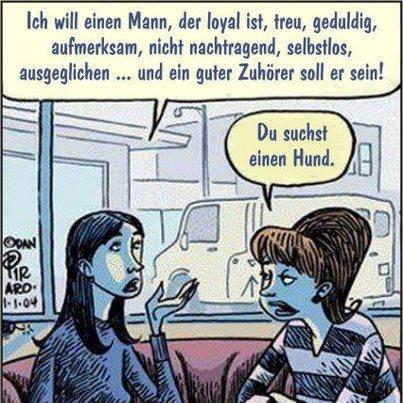 Ich will einen Mann, der loyal ist, treu, geduldig,
aufmerksam, nicht nachtragend, selbstlos,
ausgeglichen ... und ein guter Zuhörer soll er sein!
Du suchst
einen Hund.
©DAN
PIR
ARO.
1-1.04